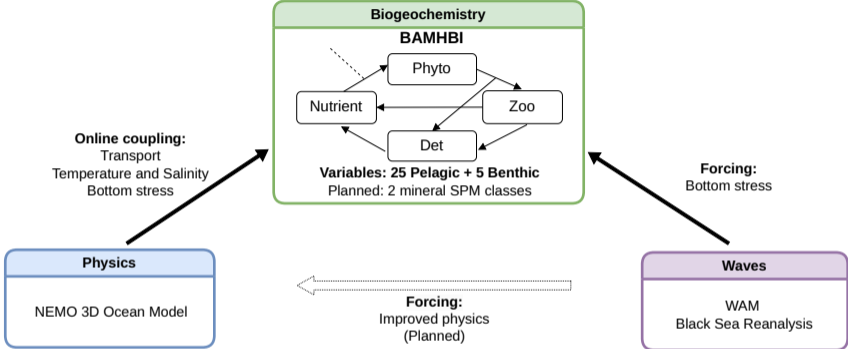 Biogeochemistry
BAMHBI
Phyto
Nutrient
Zoo
Det
Variables: 25 Pelagic + 5 Benthic
Planned: 2 mineral SPM classes
Online coupling:
Transport
Temperature and Salinity
Bottom stress
Forcing:
Bottom stress
Physics
NEMO 3D Ocean Model
Forcing:
Improved physics
(Planned)
Waves
WAM
Black Sea Reanalysis